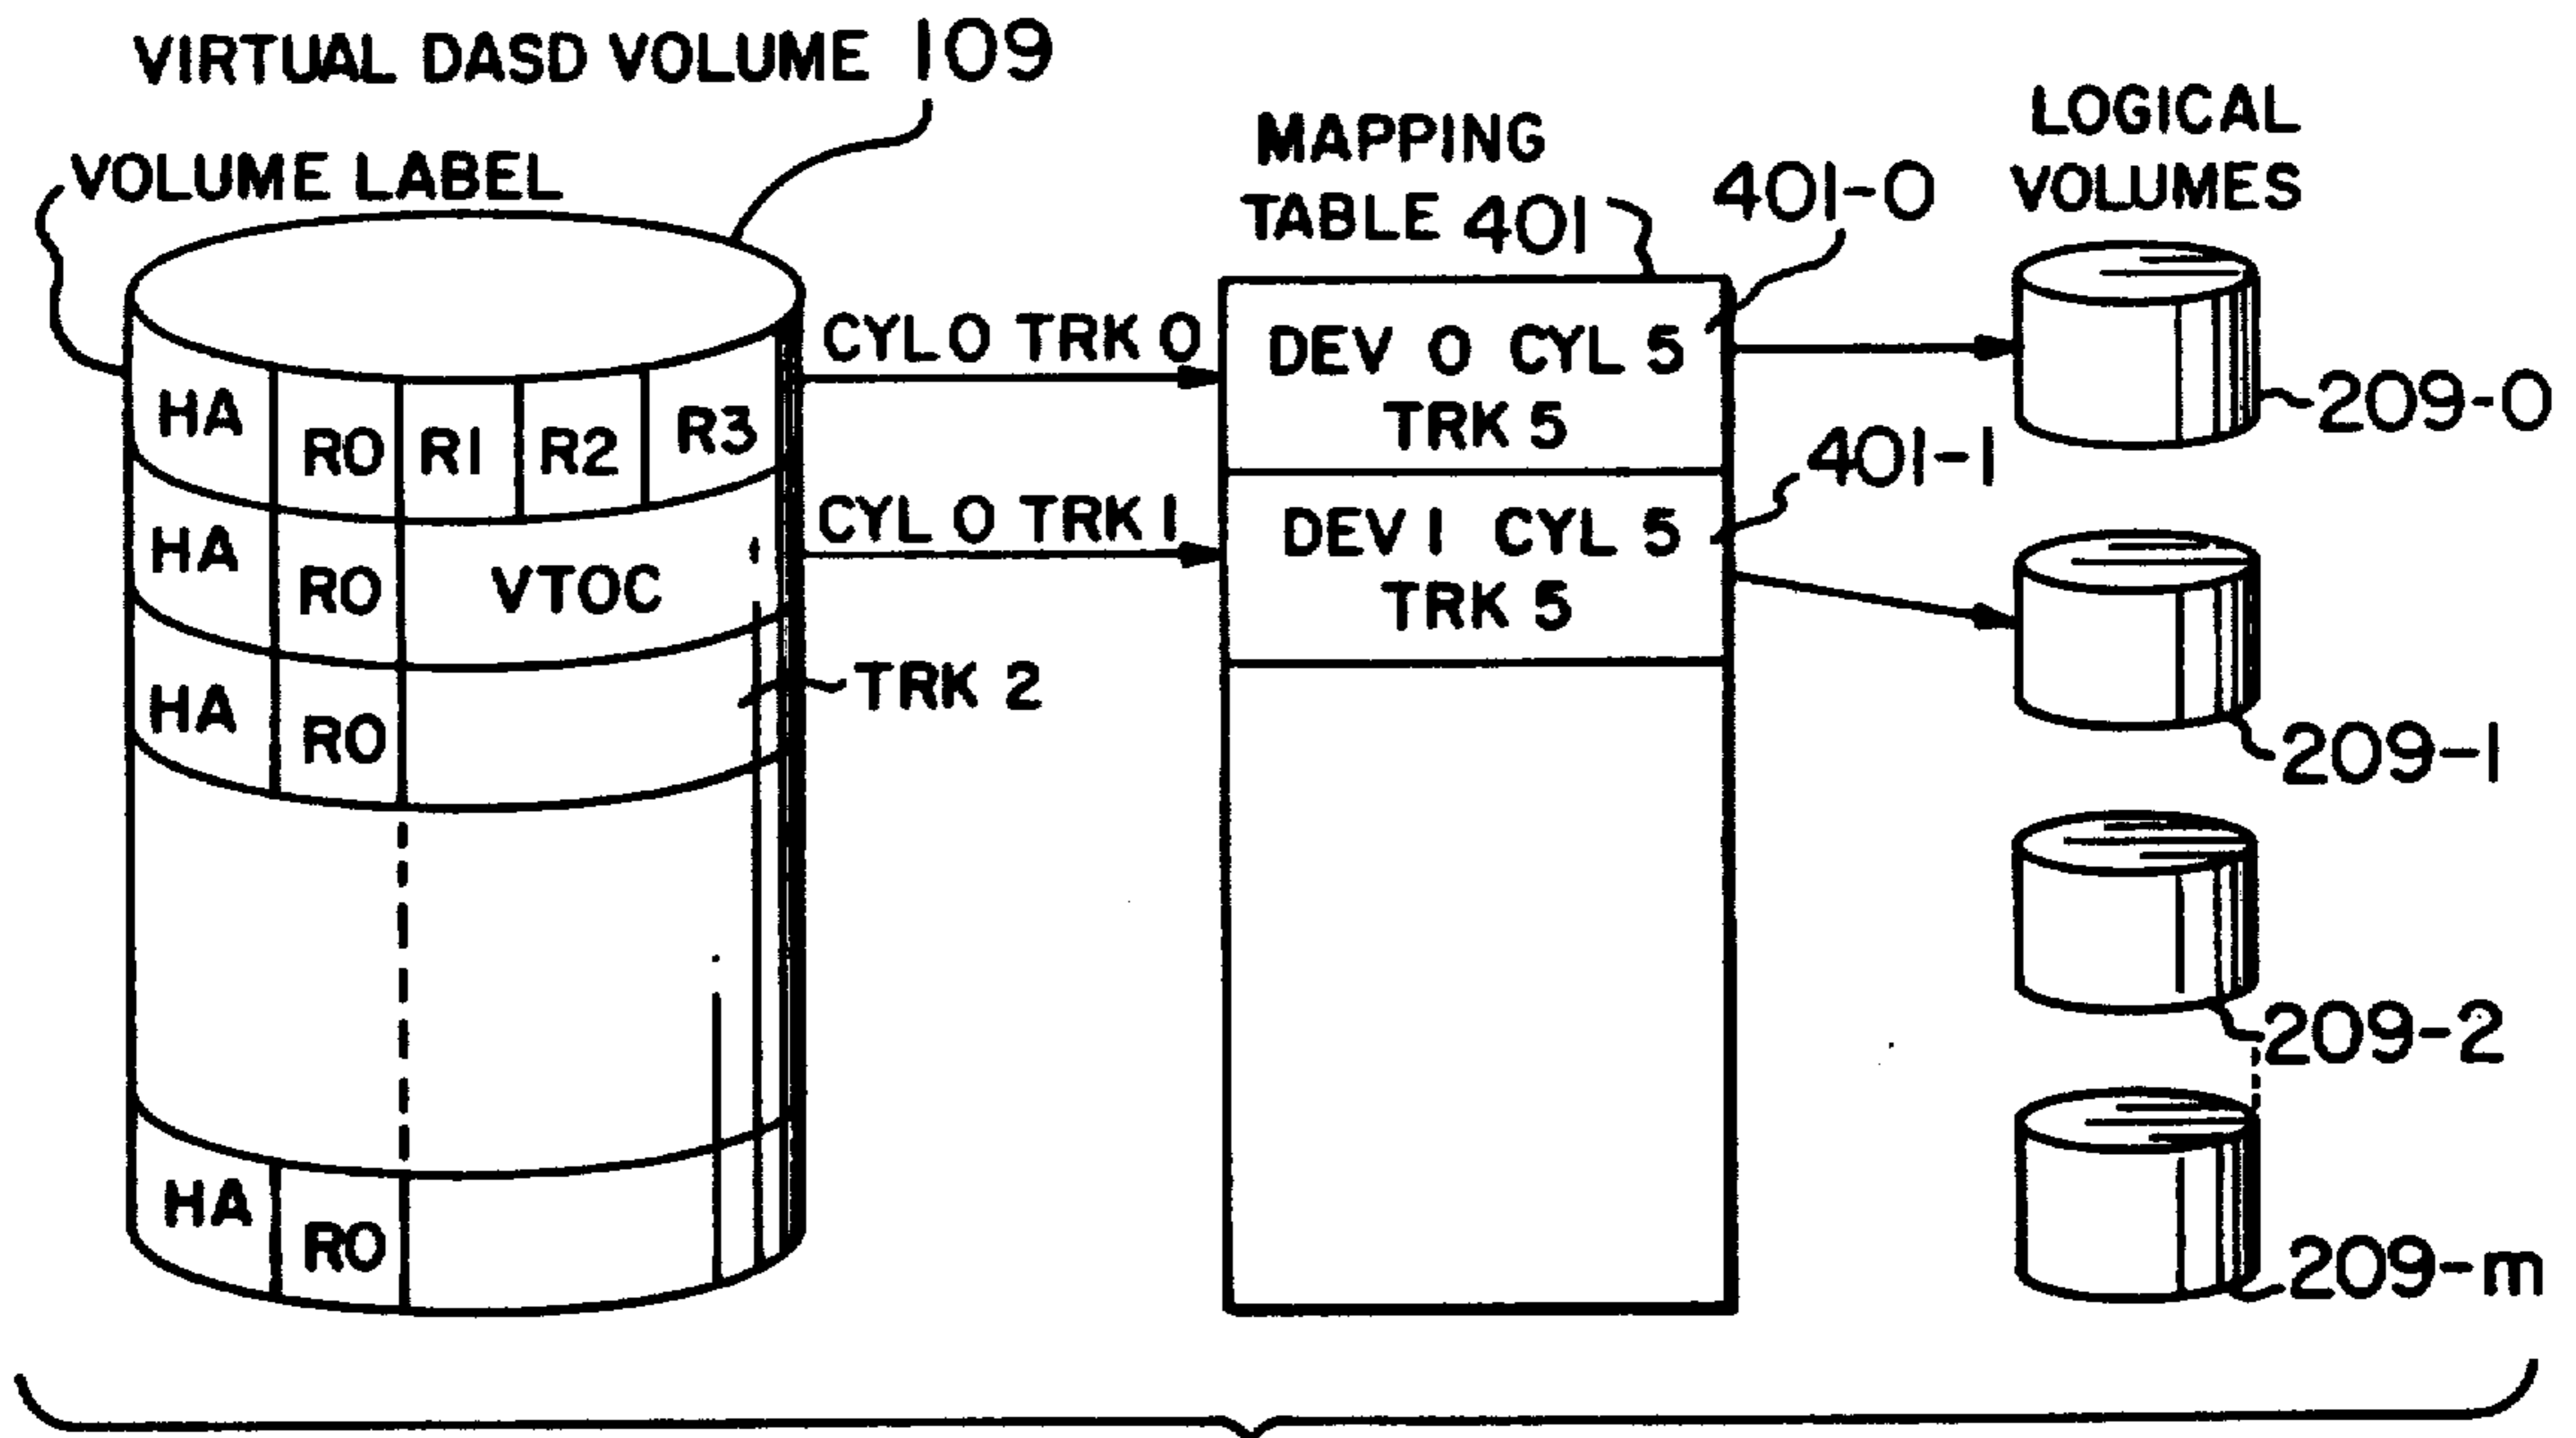 VIRTUAL DASD VOLUME 109
VOLUME LABEL
HA R0 R1 R2 R3
HA R0 VTOC
HA R0
TRK 2
HA R0
CYL 0 TRK 0
CYL 0 TRK 1
MAPPING
TABLE 401
401-0
DEV 0 CYL 5
TRK 5
401-1
DEV 1 CYL 5
TRK 5
LOGICAL
VOLUMES
209-0
209-1
209-2
209-m